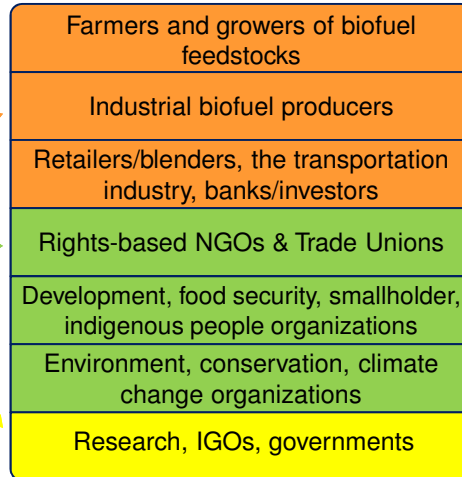 Farmers and growers of biofuel
feedstocks
Industrial biofuel producers
Retailers/blenders, the transportation
industry, banks/investors
Rights-based NGOs & Trade Unions
Development, food security, smallholder,
indigenous people organizations
Environment, conservation, climate
change organizations
Research, IGOs, governments